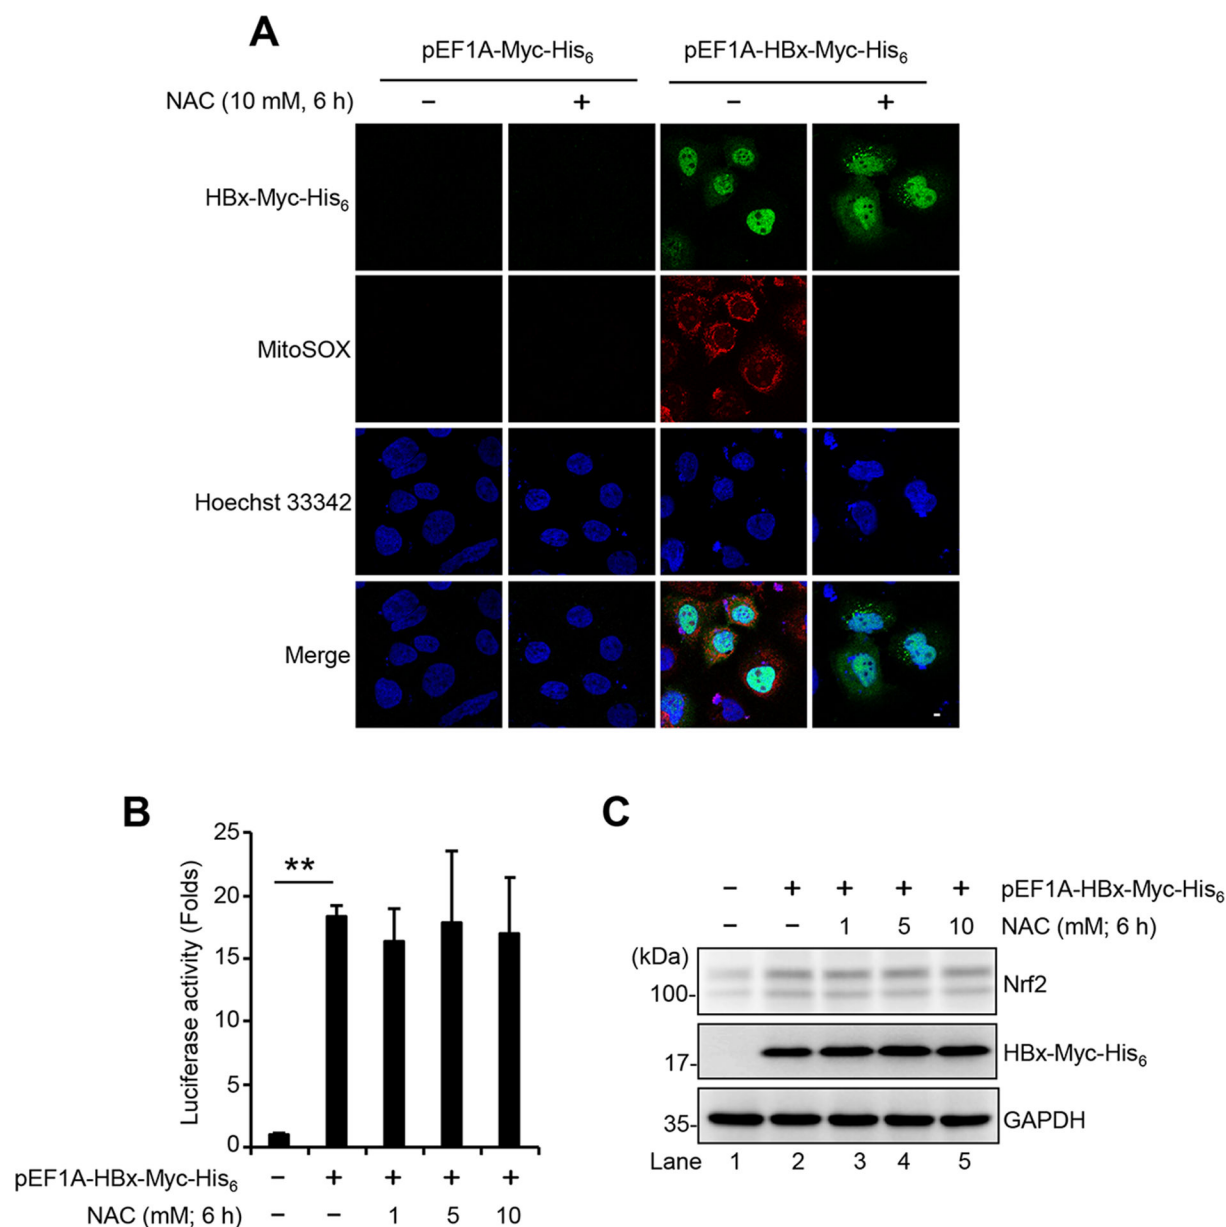 A
pEF1A-Myc-His6 pEF1A-HBx-Myc-His6
NAC (10 mM, 6 h) – + – +
HBx-Myc-His6
MitoSOX
Hoechst 33342
Merge
B
Luciferase activity (Folds)
25
20
15
10
5
0
**
pEF1A-HBx-Myc-His6 – + + + +
NAC (mM; 6 h) – – 1 5 10
C
– + + + + pEF1A-HBx-Myc-His6
– – 1 5 10 NAC (mM; 6 h)
(kDa)
100- Nrf2
17- HBx-Myc-His6
35- GAPDH
Lane 1 2 3 4 5